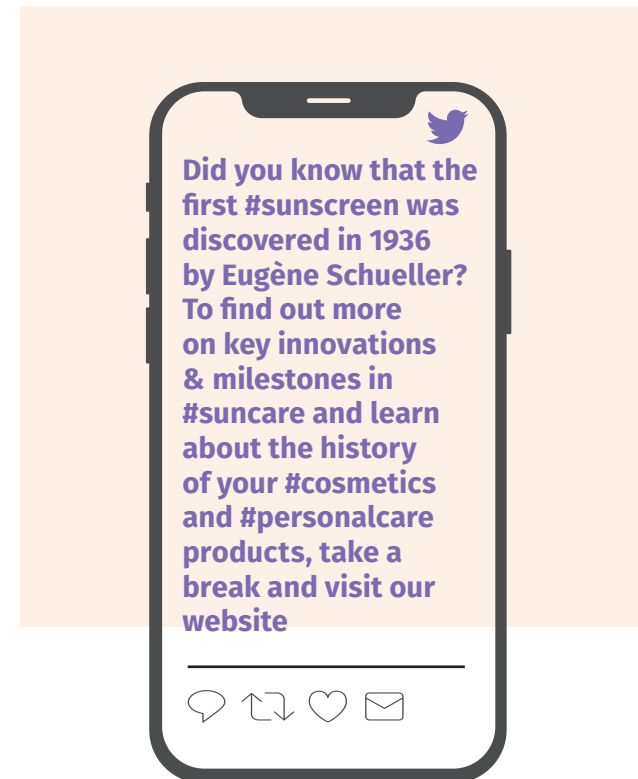 Did you know that the
first #sunscreen was
discovered in 1936
by Eugène Schueller?
To find out more
on key innovations
& milestones in
#suncare and learn
about the history
of your #cosmetics
and #personalcare
products, take a
break and visit our
website